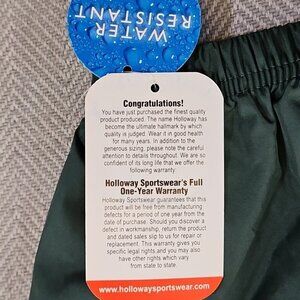 WATER
RESISTANT
Congratulations!
You have just purchased the finest quality
product produced. The name Holloway has
become the ultimate hallmark by which
quality is judged. Wear it in good health
for many years. In addition to the
generous sizing, please note the careful
attention to details throughout. We are so
confident of its long life that we offer the
following warranty:
Holloway Sportswear's Full
One-Year Warranty
Holloway Sportswear guarantees that this
product will be free from manufacturing
defects for a period of one year from the
date of purchase. Should you discover a
defect in workmanship, return the product
and dated sales slip to us for repair or
replacement. This warranty gives you
specific legal rights and you may also
have other rights which vary
from state to state.
www.hollowaysportswear.com